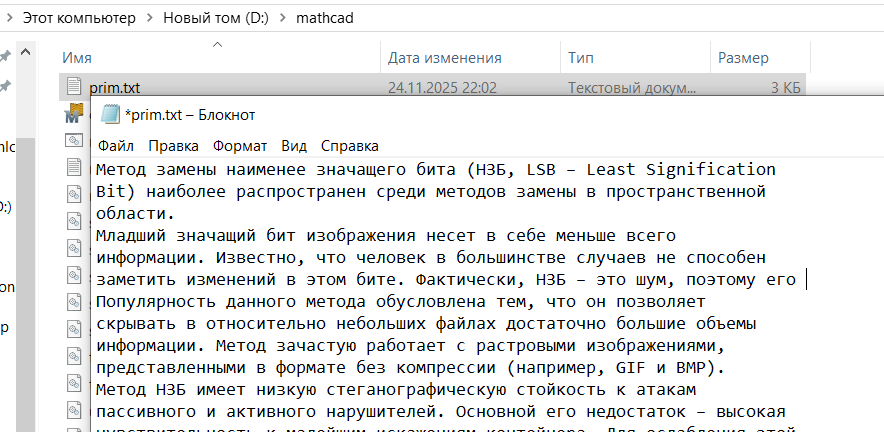 Этот компьютер > Новый том (D:) > mathcad
Имя Дата изменения Тип Размер
prim.txt 24.11.2025 22:02 Текстовый докум... 3 КБ
*prim.txt – Блокнот
Файл Правка Формат Вид Справка
Метод замены наименее значащего бита (НЗБ, LSB – Least Signification
Bit) наиболее распространен среди методов замены в пространственной
области.
Младший значащий бит изображения несет в себе меньше всего
информации. Известно, что человек в большинстве случаев не способен
заметить изменений в этом бите. Фактически, НЗБ – это шум, поэтому его
Популярность данного метода обусловлена тем, что он позволяет
скрывать в относительно небольших файлах достаточно большие объемы
информации. Метод зачастую работает с растровыми изображениями,
представленными в формате без компрессии (например, GIF и BMP).
Метод НЗБ имеет низкую стеганографическую стойкость к атакам
пассивного и активного нарушителей. Основной его недостаток – высокая
чувствительность к малейшим искажениям контейнера. Для ослабления этой